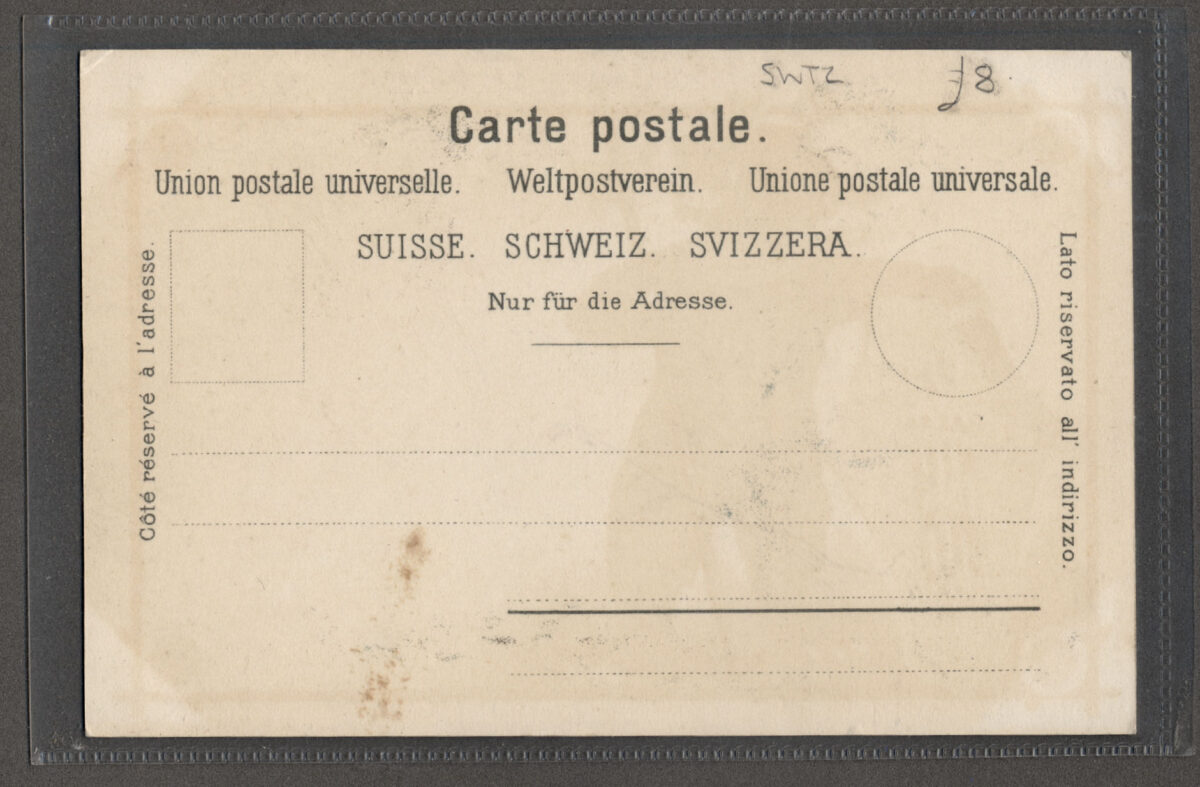 SWTZ £8.
Carte postale.
Union postale universelle. Weltpostverein. Unione postale universale.
SUISSE. SCHWEIZ. SVIZZERA.
Nur für die Adresse.
Côté réservé à l'adresse.
Lato riservato all' indirizzo.